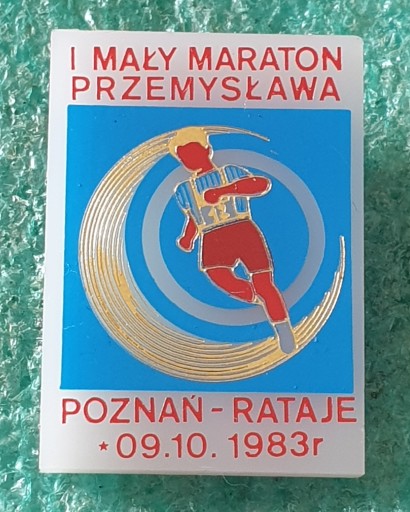 I MAŁY MARATON
PRZEMYSŁAWA
POZNAŃ - RATAJE
* 09.10. 1983r